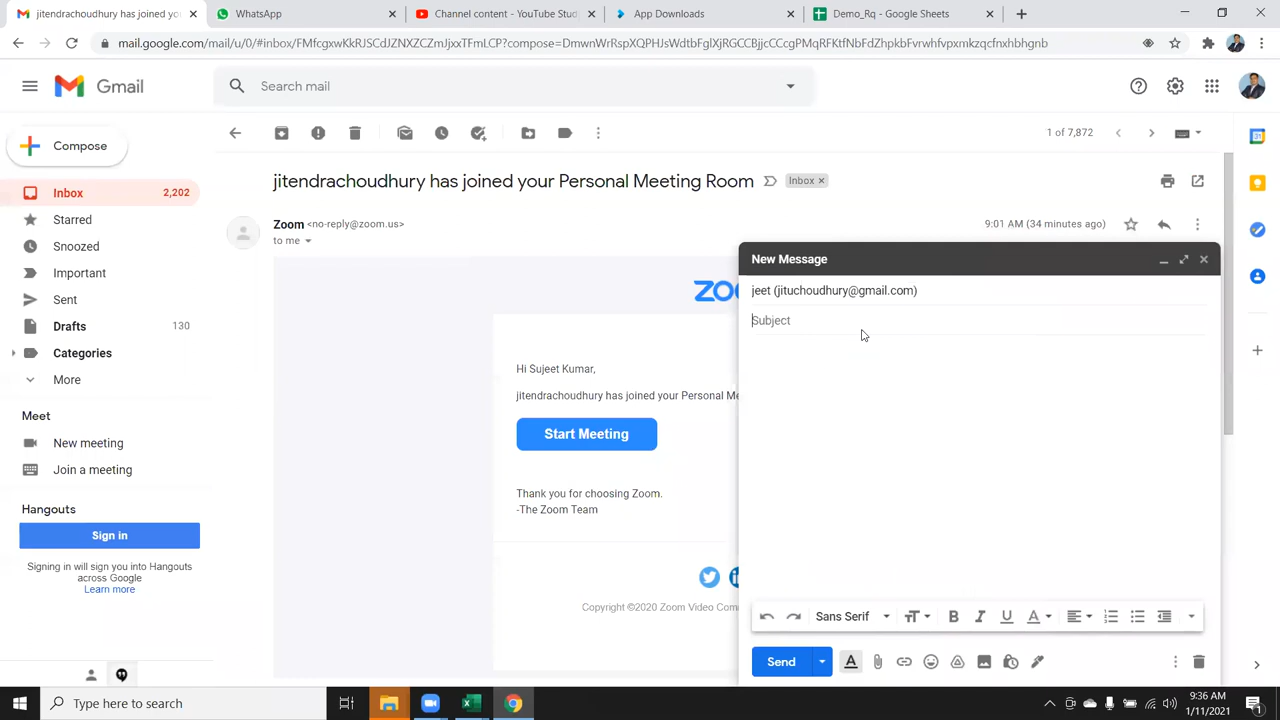 jitendrachoudhury has joined yo
WhatsApp
Channel content - YouTube Stud
App Downloads
Demo_Rq - Google Sheets
mail.google.com/mail/u/0/#inbox/FMfcgxwKkRJSCdJZNXZCZmJjxxTFmLCP?compose=DmwnWrRspXQPHJsWdtbFglXjRGCCBjjcCCcgPMqRFKtfNbFdZhpkbFvrwhfvpxmkzqcfnxhbhgnb
Gmail
Search mail
Compose
1 of 7,872
jitendrachoudhury has joined your Personal Meeting Room
Inbox ×
Inbox 2,202
Starred
Snoozed
Important
Sent
Drafts 130
Categories
More
Meet
New meeting
Join a meeting
Hangouts
Sign in
Signing in will sign you into Hangouts
across Google
Learn more
Zoom <no-reply@zoom.us>
9:01 AM (34 minutes ago)
to me
ZOO
Hi Sujeet Kumar,
jitendrachoudhury has joined your Personal Me
Start Meeting
Thank you for choosing Zoom.
-The Zoom Team
Copyright ©2020 Zoom Video Com
New Message
jeet (jituchoudhury@gmail.com)
Subject
Sans Serif
Send
Type here to search
9:36 AM
1/11/2021